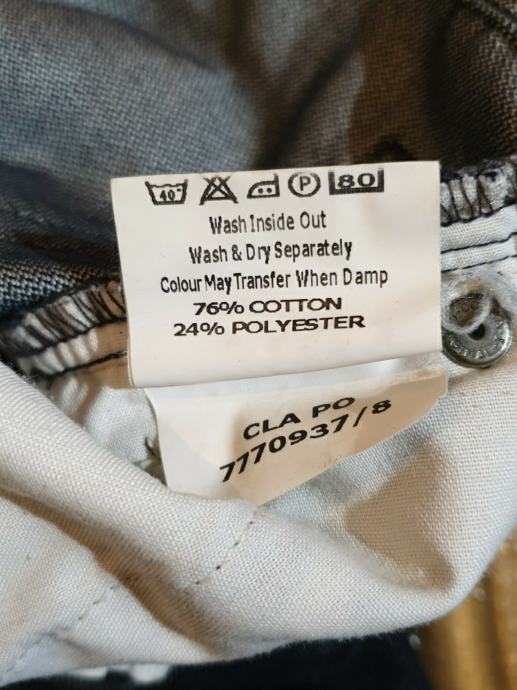 40° P 80
Wash Inside Out
Wash & Dry Separately
Colour May Transfer When Damp
76% COTTON
24% POLYESTER
CLA PO
7770937/8